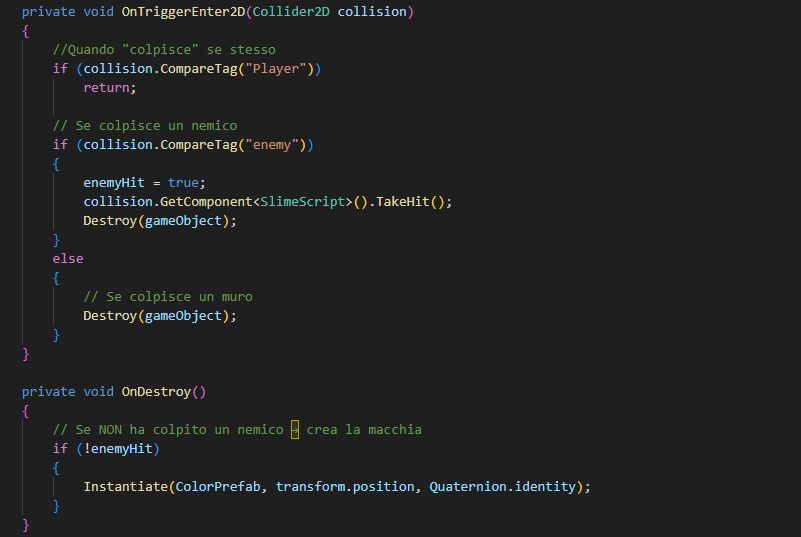 private void OnTriggerEnter2D(Collider2D collision)
{
    //Quando "colpisce" se stesso
    if (collision.CompareTag("Player"))
        return;

    // Se colpisce un nemico
    if (collision.CompareTag("enemy"))
    {
        enemyHit = true;
        collision.GetComponent<SlimeScript>().TakeHit();
        Destroy(gameObject);
    }
    else
    {
        // Se colpisce un muro
        Destroy(gameObject);
    }
}

private void OnDestroy()
{
    // Se NON ha colpito un nemico → crea la macchia
    if (!enemyHit)
    {
        Instantiate(ColorPrefab, transform.position, Quaternion.identity);
    }
}